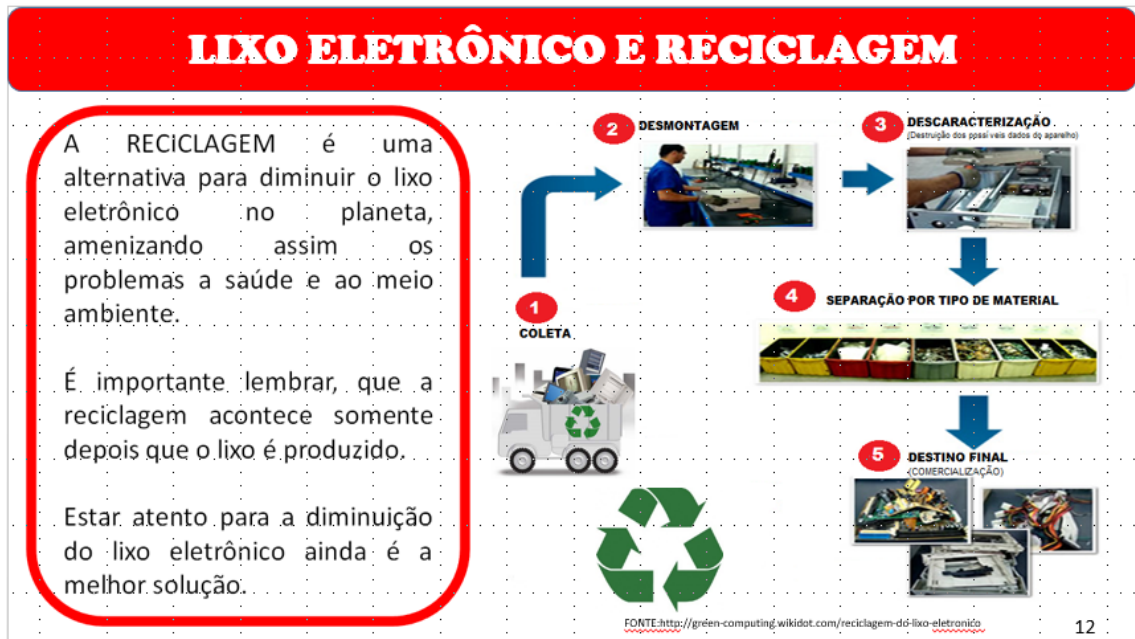 LIXO ELETRÔNICO E RECICLAGEM
A RECICLAGEM é uma
alternativa para diminuir o lixo
eletrônico no planeta,
amenizando assim os
problemas a saúde e ao meio
ambiente.
É importante lembrar, que a
reciclagem acontece somente
depois que o lixo é produzido.
Estar atento para a diminuição
do lixo eletrônico ainda é a
melhor solução.
1
COLETA
2 DESMONTAGEM
3 DESCARACTERIZAÇÃO
(Destruição dos possíveis dados do aparelho)
4 SEPARAÇÃO POR TIPO DE MATERIAL
5 DESTINO FINAL
(COMERCIALIZAÇÃO)
FONTE:http://green-computing.wikidot.com/reciclagem-do-lixo-eletronico
12